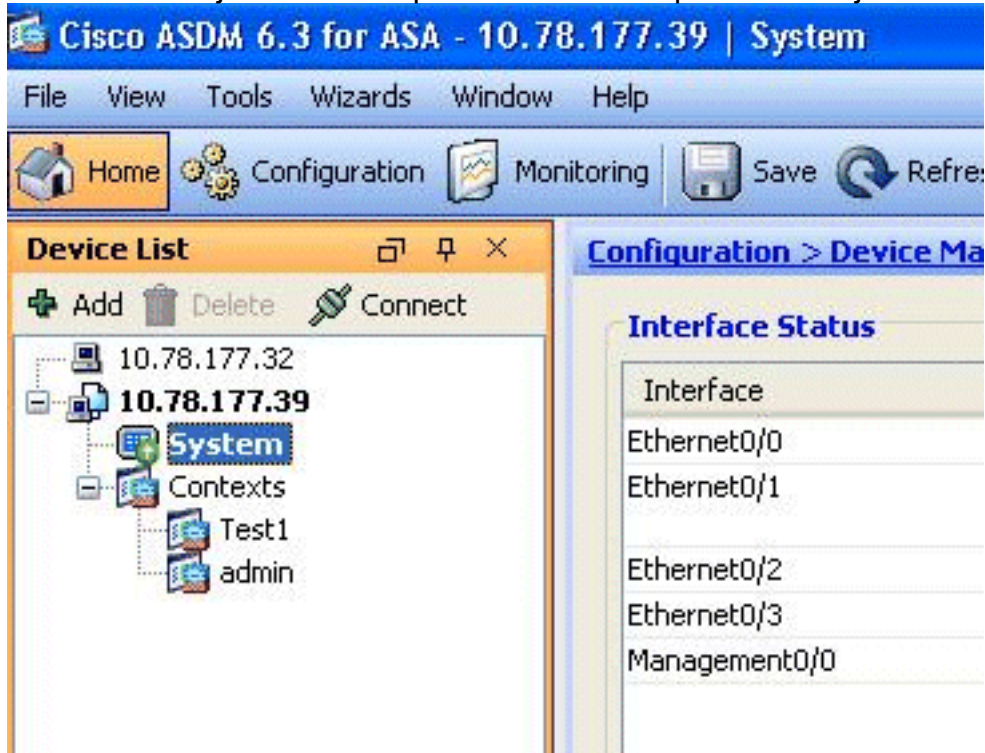 Cisco ASDM 6.3 for ASA - 10.78.177.39 | System
File View Tools Wizards Window Help
Home Configuration Monitoring Save
Device List
Add Delete Connect
10.78.177.32
10.78.177.39
System
Contexts
Test1
admin
Configuration > Device
Interface Status
Interface
Ethernet0/0
Ethernet0/1
Ethernet0/2
Ethernet0/3
Management0/0